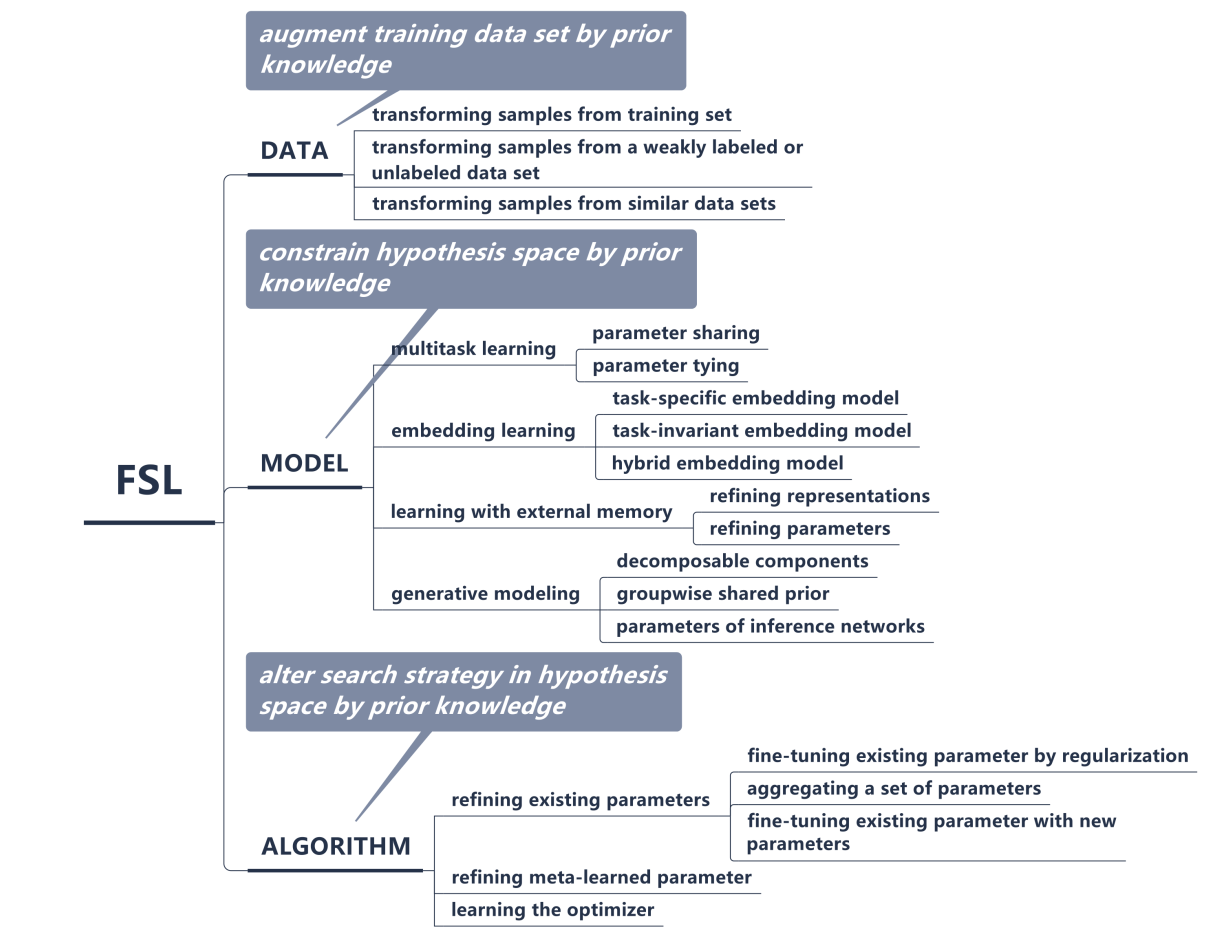 augment training data set by prior
knowledge
transforming samples from training set
DATA
transforming samples from a weakly labeled or
unlabeled data set
transforming samples from similar data sets
constrain hypothesis space by prior
knowledge
parameter sharing
multitask learning
parameter tying
task-specific embedding model
embedding learning
task-invariant embedding model
hybrid embedding model
MODEL
FSL
refining representations
learning with external memory
refining parameters
decomposable components
generative modeling
groupwise shared prior
parameters of inference networks
alter search strategy in hypothesis
space by prior knowledge
fine-tuning existing parameter by regularization
refining existing parameters
aggregating a set of parameters
fine-tuning existing parameter with new
parameters
ALGORITHM
refining meta-learned parameter
learning the optimizer